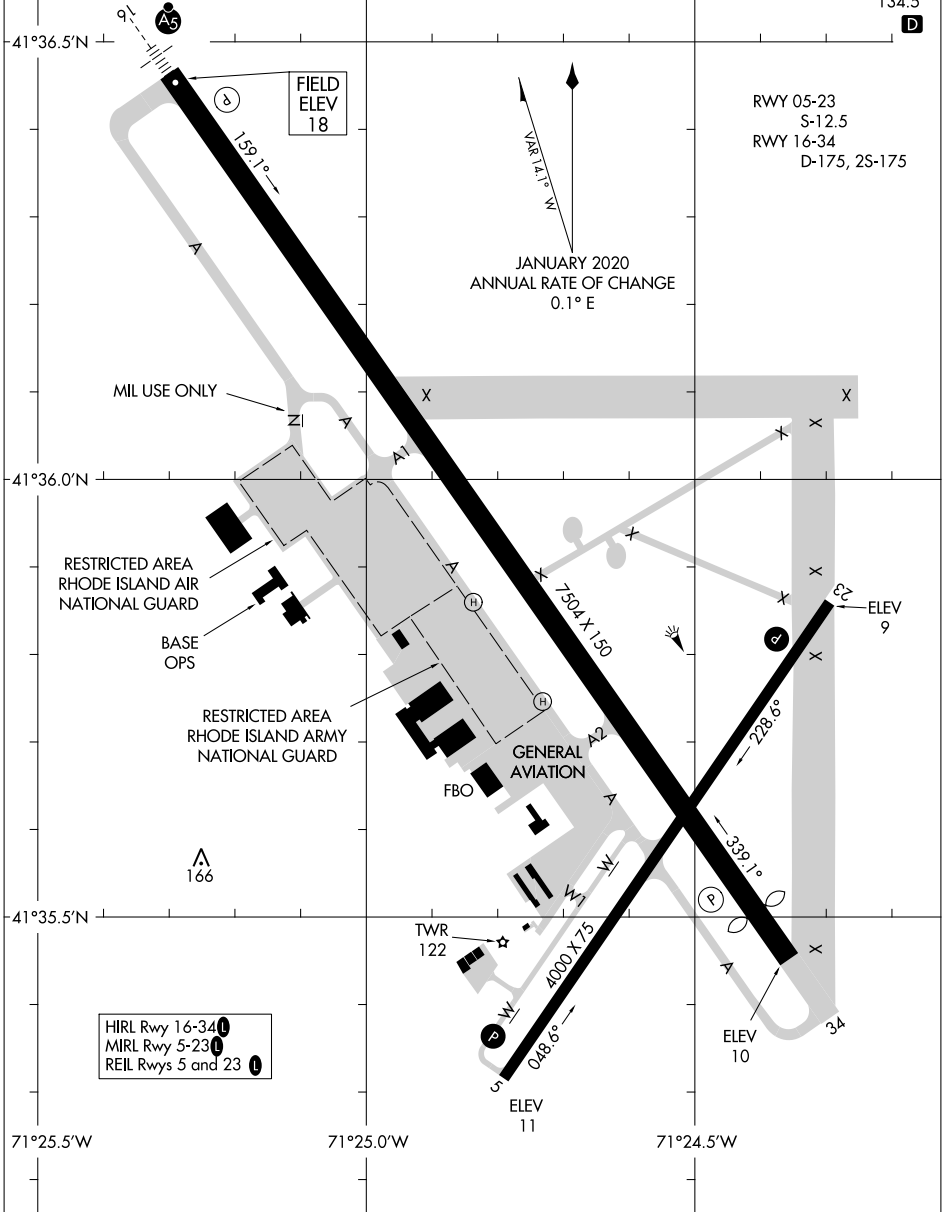 134.5
D
16
A5
41°36.5'N
FIELD
ELEV
18
P
159.1°
VAR 14.1° W
RWY 05-23
S-12.5
RWY 16-34
D-175, 2S-175
JANUARY 2020
ANNUAL RATE OF CHANGE
0.1° E
A
MIL USE ONLY
N
A
A1
X
X
X
X
41°36.0'N
X
X
X
X
RESTRICTED AREA
RHODE ISLAND AIR
NATIONAL GUARD
A
H
7504 X 150
23
ELEV
9
BASE
OPS
P
X
RESTRICTED AREA
RHODE ISLAND ARMY
NATIONAL GUARD
H
228.6°
A2
GENERAL
AVIATION
FBO
A
339.1°
166
W
W1
P
41°35.5'N
TWR
122
4000 X 75
X
A
W
P
048.6°
5
34
ELEV
10
HIRL Rwy 16-34 L
MIRL Rwy 5-23 L
REIL Rwys 5 and 23 L
ELEV
11
71°25.5'W
71°25.0'W
71°24.5'W